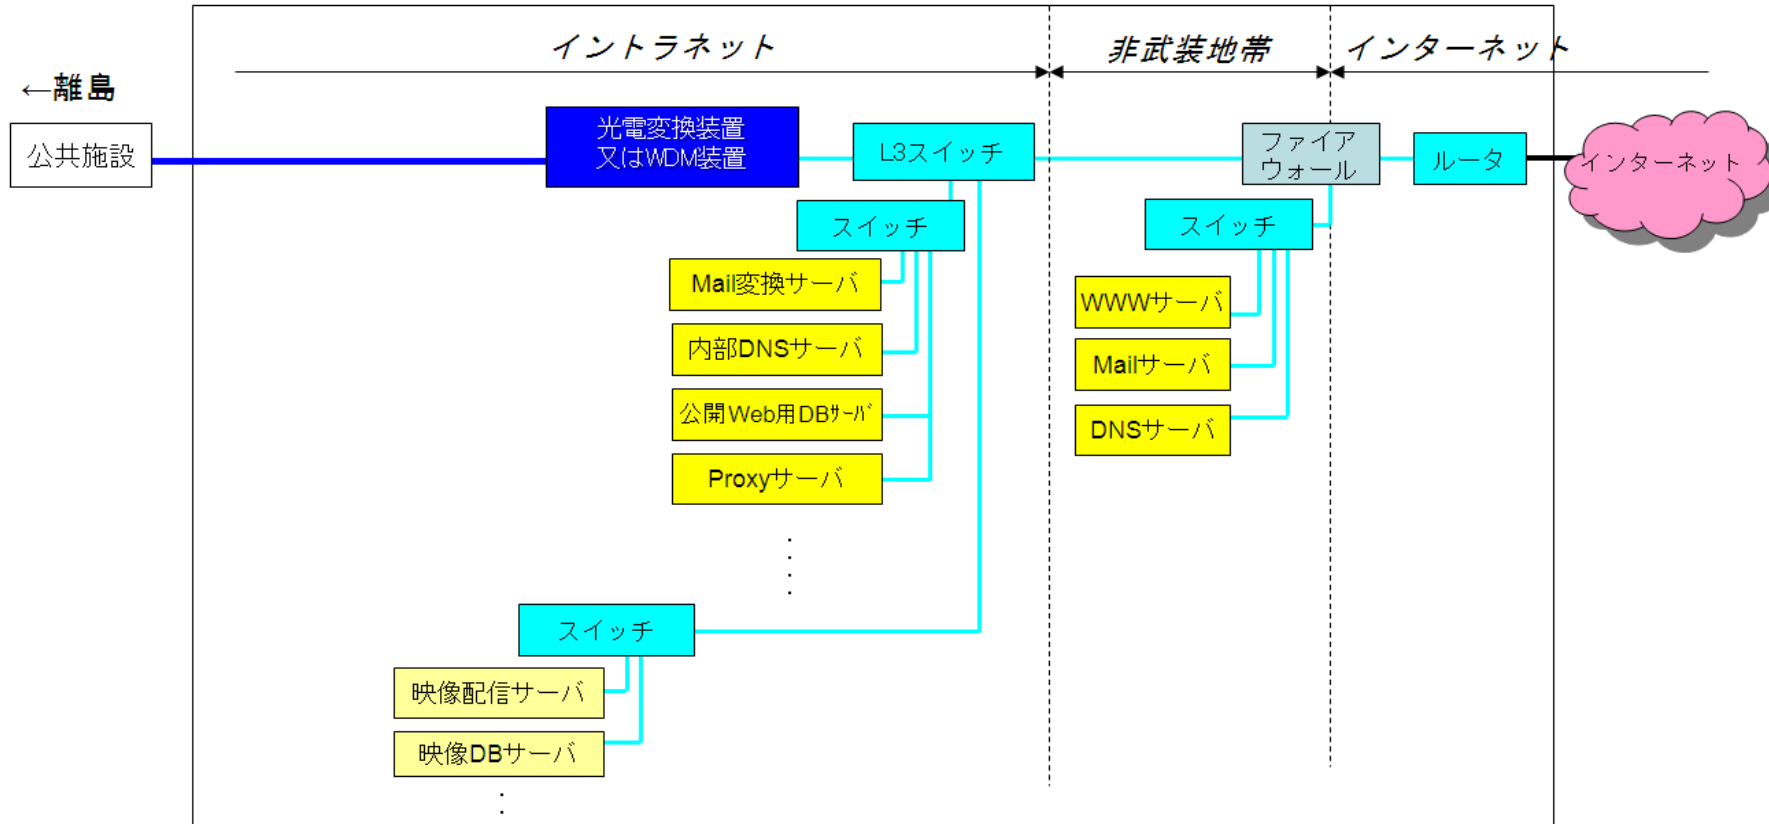 イントラネット
非武装地帯
インターネット
←離島
公共施設
光電変換装置
又はWDM装置
L3スイッチ
ファイア
ウォール
ルータ
インターネット
スイッチ
スイッチ
Mail変換サーバ
内部DNSサーバ
公開Web用DBｻｰﾊﾞ
Proxyサーバ
WWWサーバ
Mailサーバ
DNSサーバ
スイッチ
映像配信サーバ
映像DBサーバ